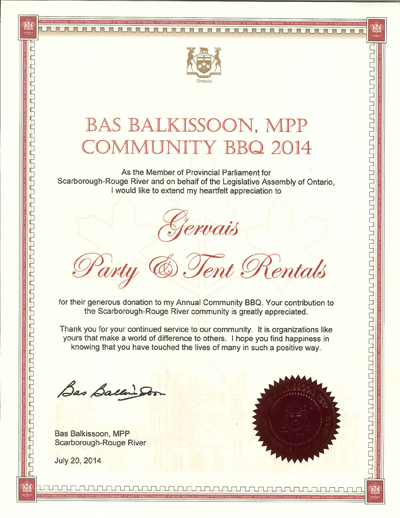 Ontario
BAS BALKISSOON, MPP
COMMUNITY BBQ 2014
As the Member of Provincial Parliament for
Scarborough-Rouge River and on behalf of the Legislative Assembly of Ontario,
I would like to extend my heartfelt appreciation to
Gervais
Party & Tent Rentals
for their generous donation to my Annual Community BBQ. Your contribution to
the Scarborough-Rouge River community is greatly appreciated.
Thank you for your continued service to our community. It is organizations like
yours that make a world of difference to others. I hope you find happiness in
knowing that you have touched the lives of many in such a positive way.
Bas Balkissoon
Bas Balkissoon, MPP
Scarborough-Rouge River
July 20, 2014